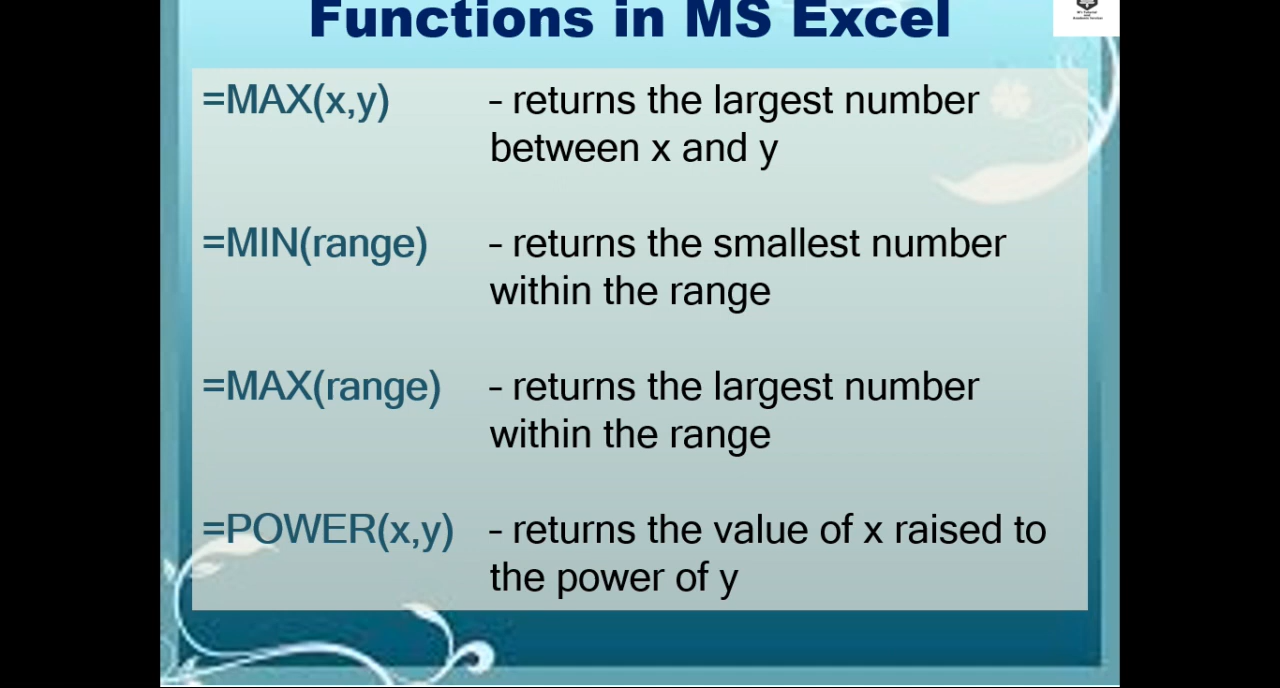 Functions in MS Excel
=MAX(x,y) – returns the largest number
between x and y
=MIN(range) – returns the smallest number
within the range
=MAX(range) – returns the largest number
within the range
=POWER(x,y) – returns the value of x raised to
the power of y